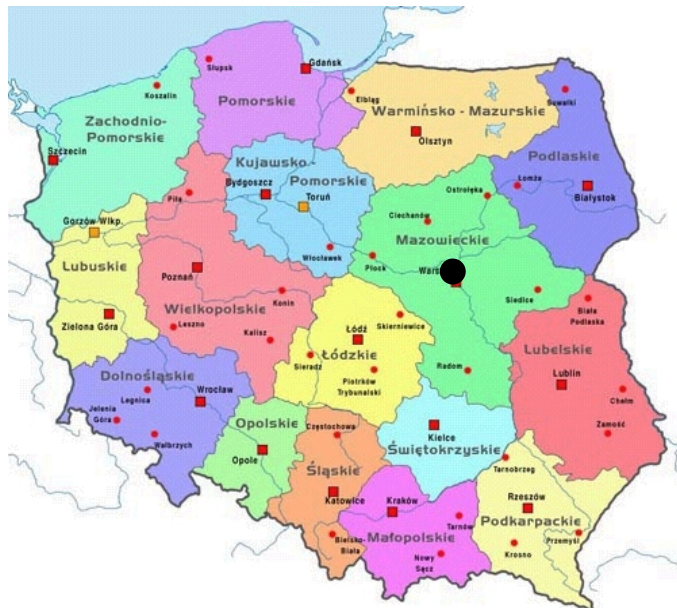 Gdańsk
Słupsk
Koszalin
Elbląg
Suwałki
Pomorskie
Warmińsko - Mazurskie
Zachodnio-
Pomorskie
Olsztyn
Szczecin
Kujawsko-
Pomorskie
Podlaskie
Łomża
Bydgoszcz
Piła
Ostrołęka
Białystok
Toruń
Ciechanów
Gorzów Wlkp.
Mazowieckie
Włocławek
Płock
Lubuskie
Poznań
Siedlce
Konin
Biała
Podlaska
Wielkopolskie
Zielona Góra
Leszno
Skierniewice
Łódź
Kalisz
Łódzkie
Lubelskie
Sieradz
Radom
Dolnośląskie
Piotrków
Trybunalski
Lublin
Legnica
Wrocław
Chełm
Jelenia
Góra
Opolskie
Częstochowa
Kielce
Zamość
Wałbrzych
Świętokrzyskie
Opole
Śląskie
Tarnobrzeg
Katowice
Kraków
Rzeszów
Tarnów
Podkarpackie
Małopolskie
Bielsko-
Biała
Przemyśl
Nowy
Sącz
Krosno